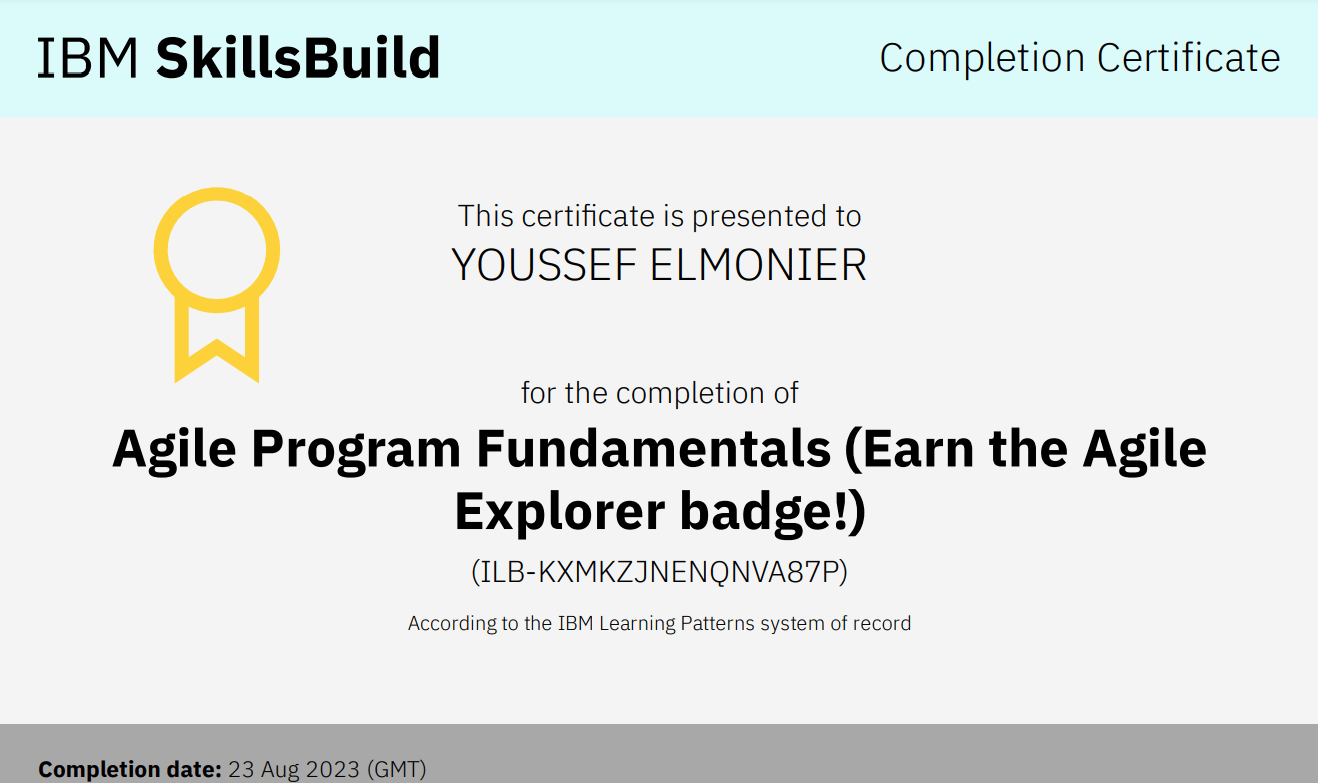 IBM SkillsBuild
Completion Certificate
This certificate is presented to
YOUSSEF ELMONIER
for the completion of
Agile Program Fundamentals (Earn the Agile
Explorer badge!)
(ILB-KXMKZJNENQNVA87P)
According to the IBM Learning Patterns system of record
Completion date: 23 Aug 2023 (GMT)